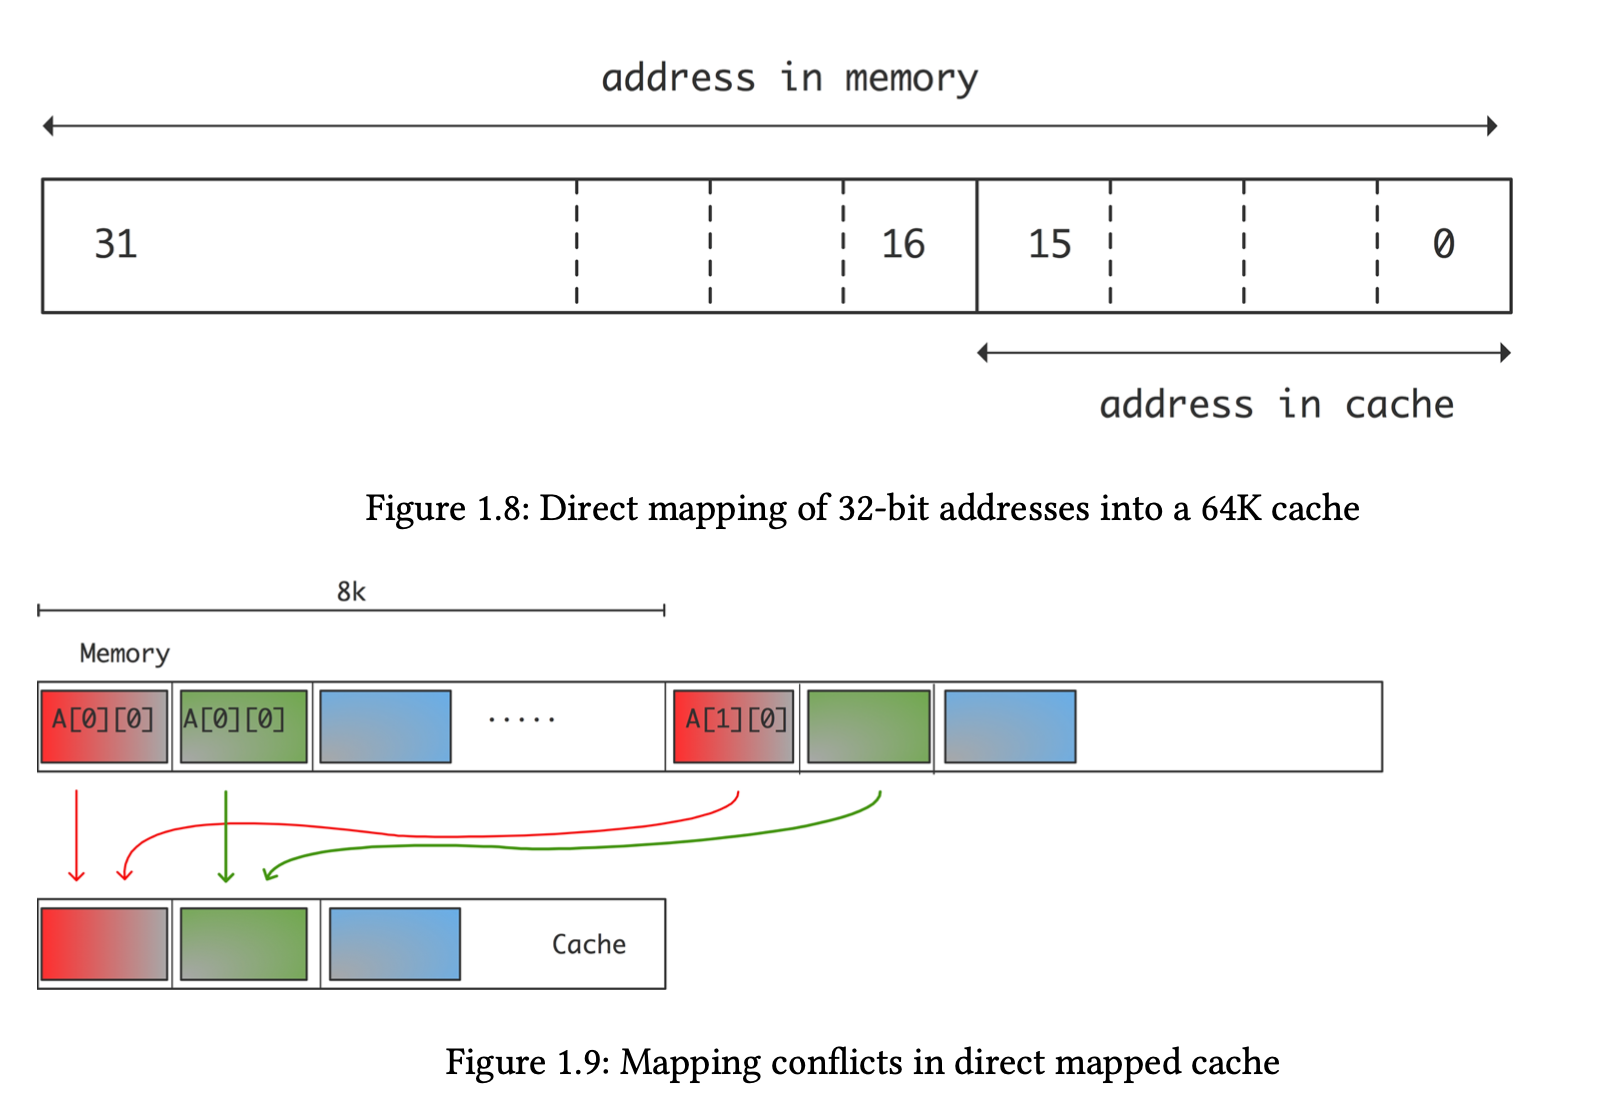 address in memory
31 16 15 0
address in cache
Figure 1.8: Direct mapping of 32-bit addresses into a 64K cache
8k
Memory
A[0][0] A[0][0] ····· A[1][0]
Cache
Figure 1.9: Mapping conflicts in direct mapped cache